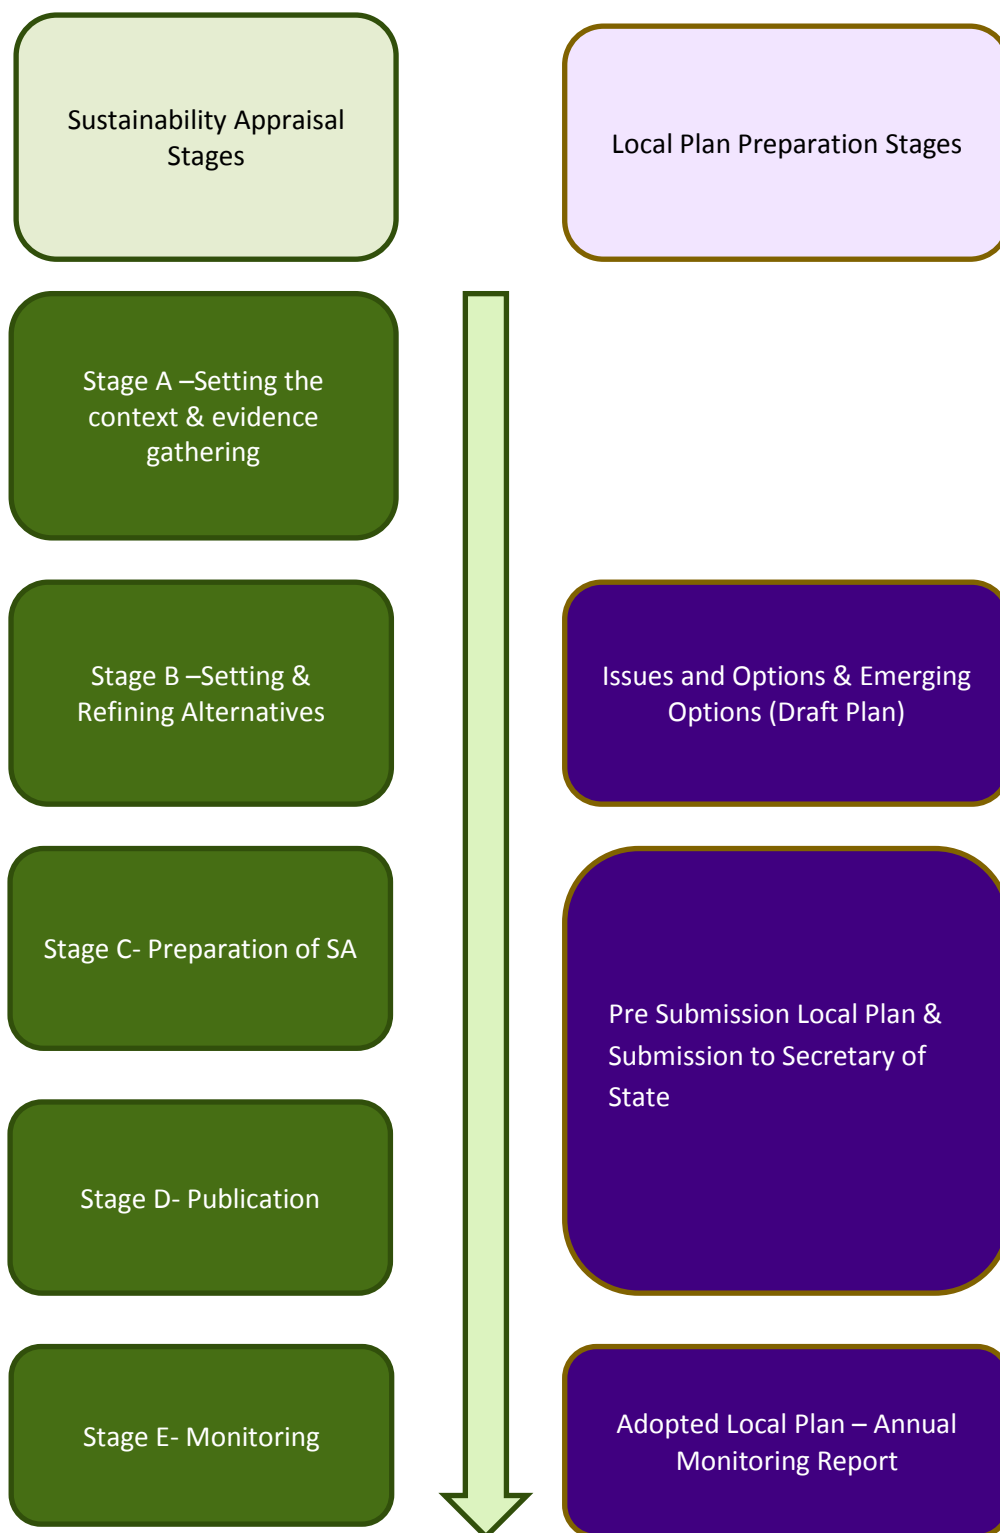 Sustainability Appraisal
Stages
Local Plan Preparation Stages
Stage A –Setting the
context & evidence
gathering
Stage B –Setting &
Refining Alternatives
Issues and Options & Emerging
Options (Draft Plan)
Stage C- Preparation of SA
Pre Submission Local Plan &
Submission to Secretary of
State
Stage D- Publication
Stage E- Monitoring
Adopted Local Plan – Annual
Monitoring Report